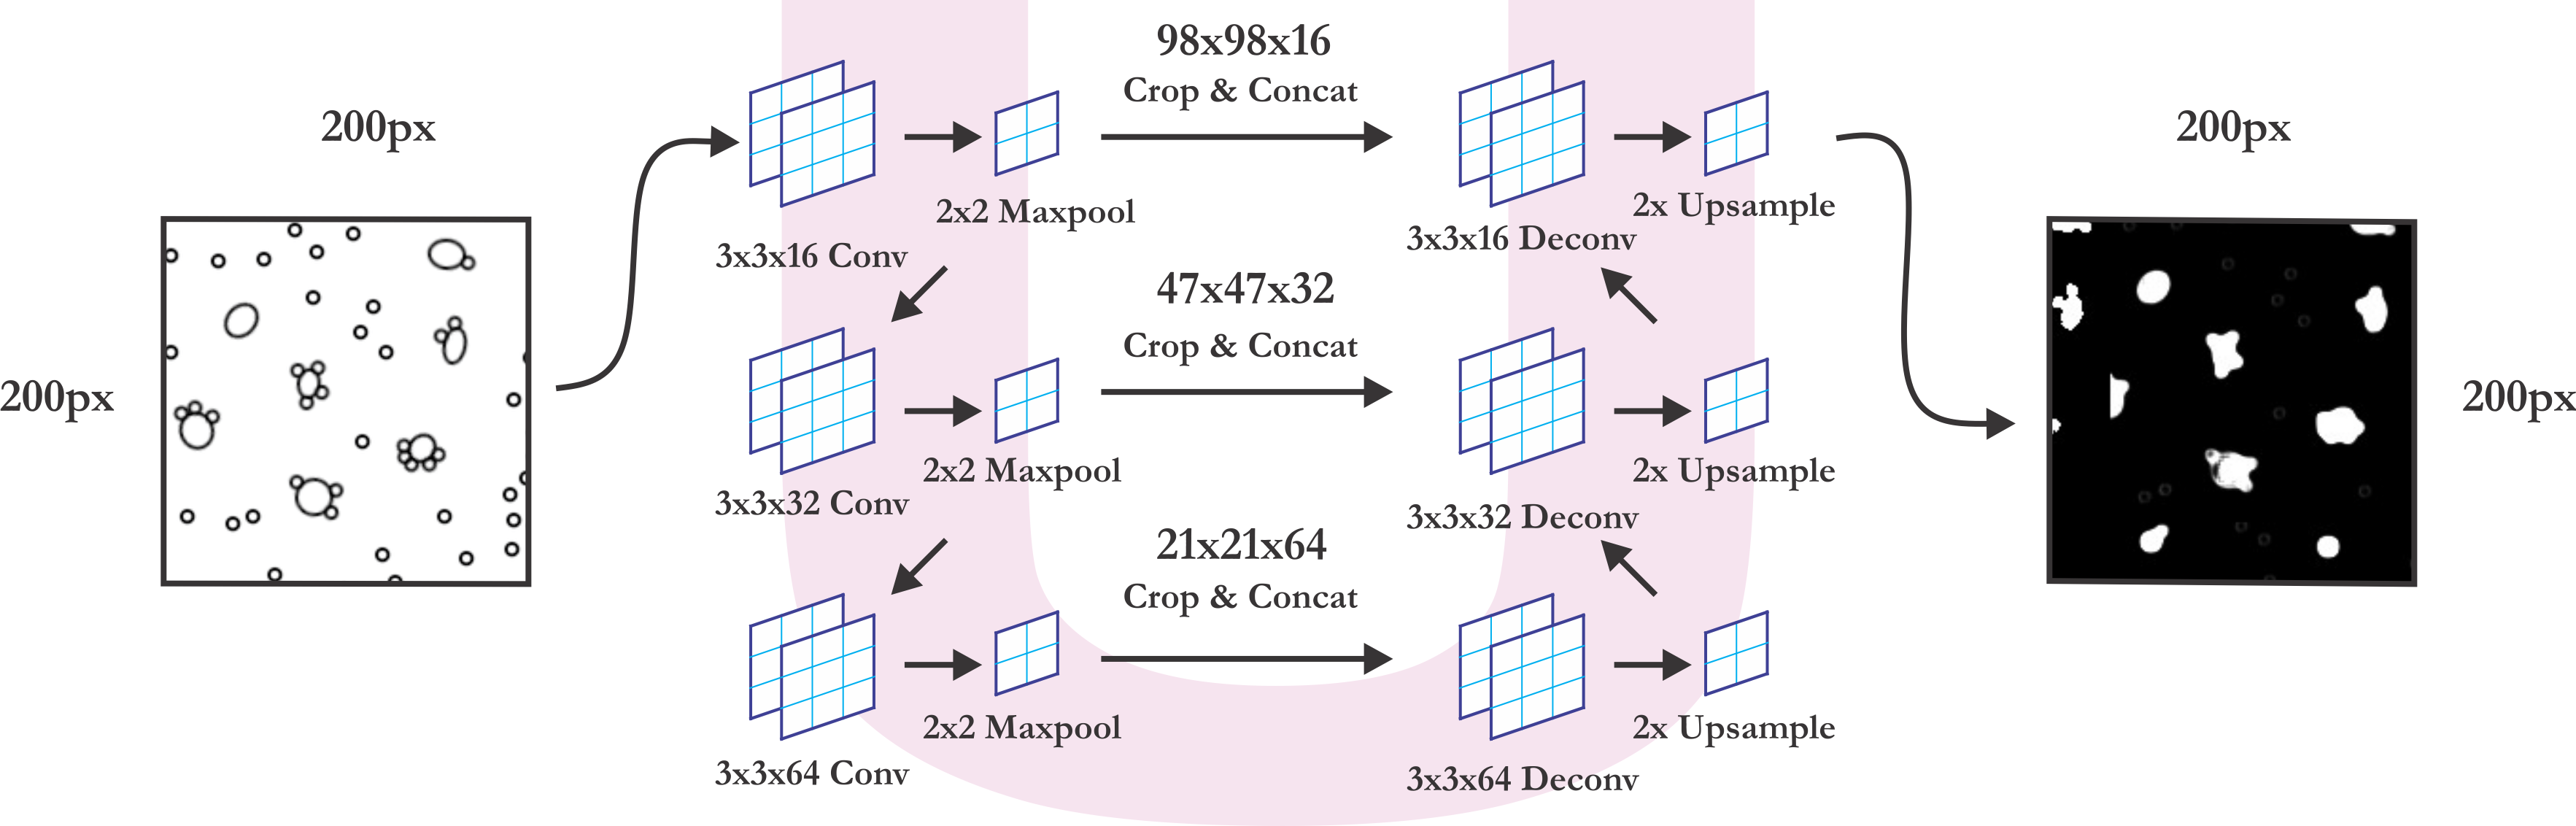 200px
200px
3x3x16 Conv
2x2 Maxpool
98x98x16
Crop & Concat
3x3x16 Deconv
2x Upsample
3x3x32 Conv
2x2 Maxpool
47x47x32
Crop & Concat
3x3x32 Deconv
2x Upsample
3x3x64 Conv
2x2 Maxpool
21x21x64
Crop & Concat
3x3x64 Deconv
2x Upsample
200px
200px